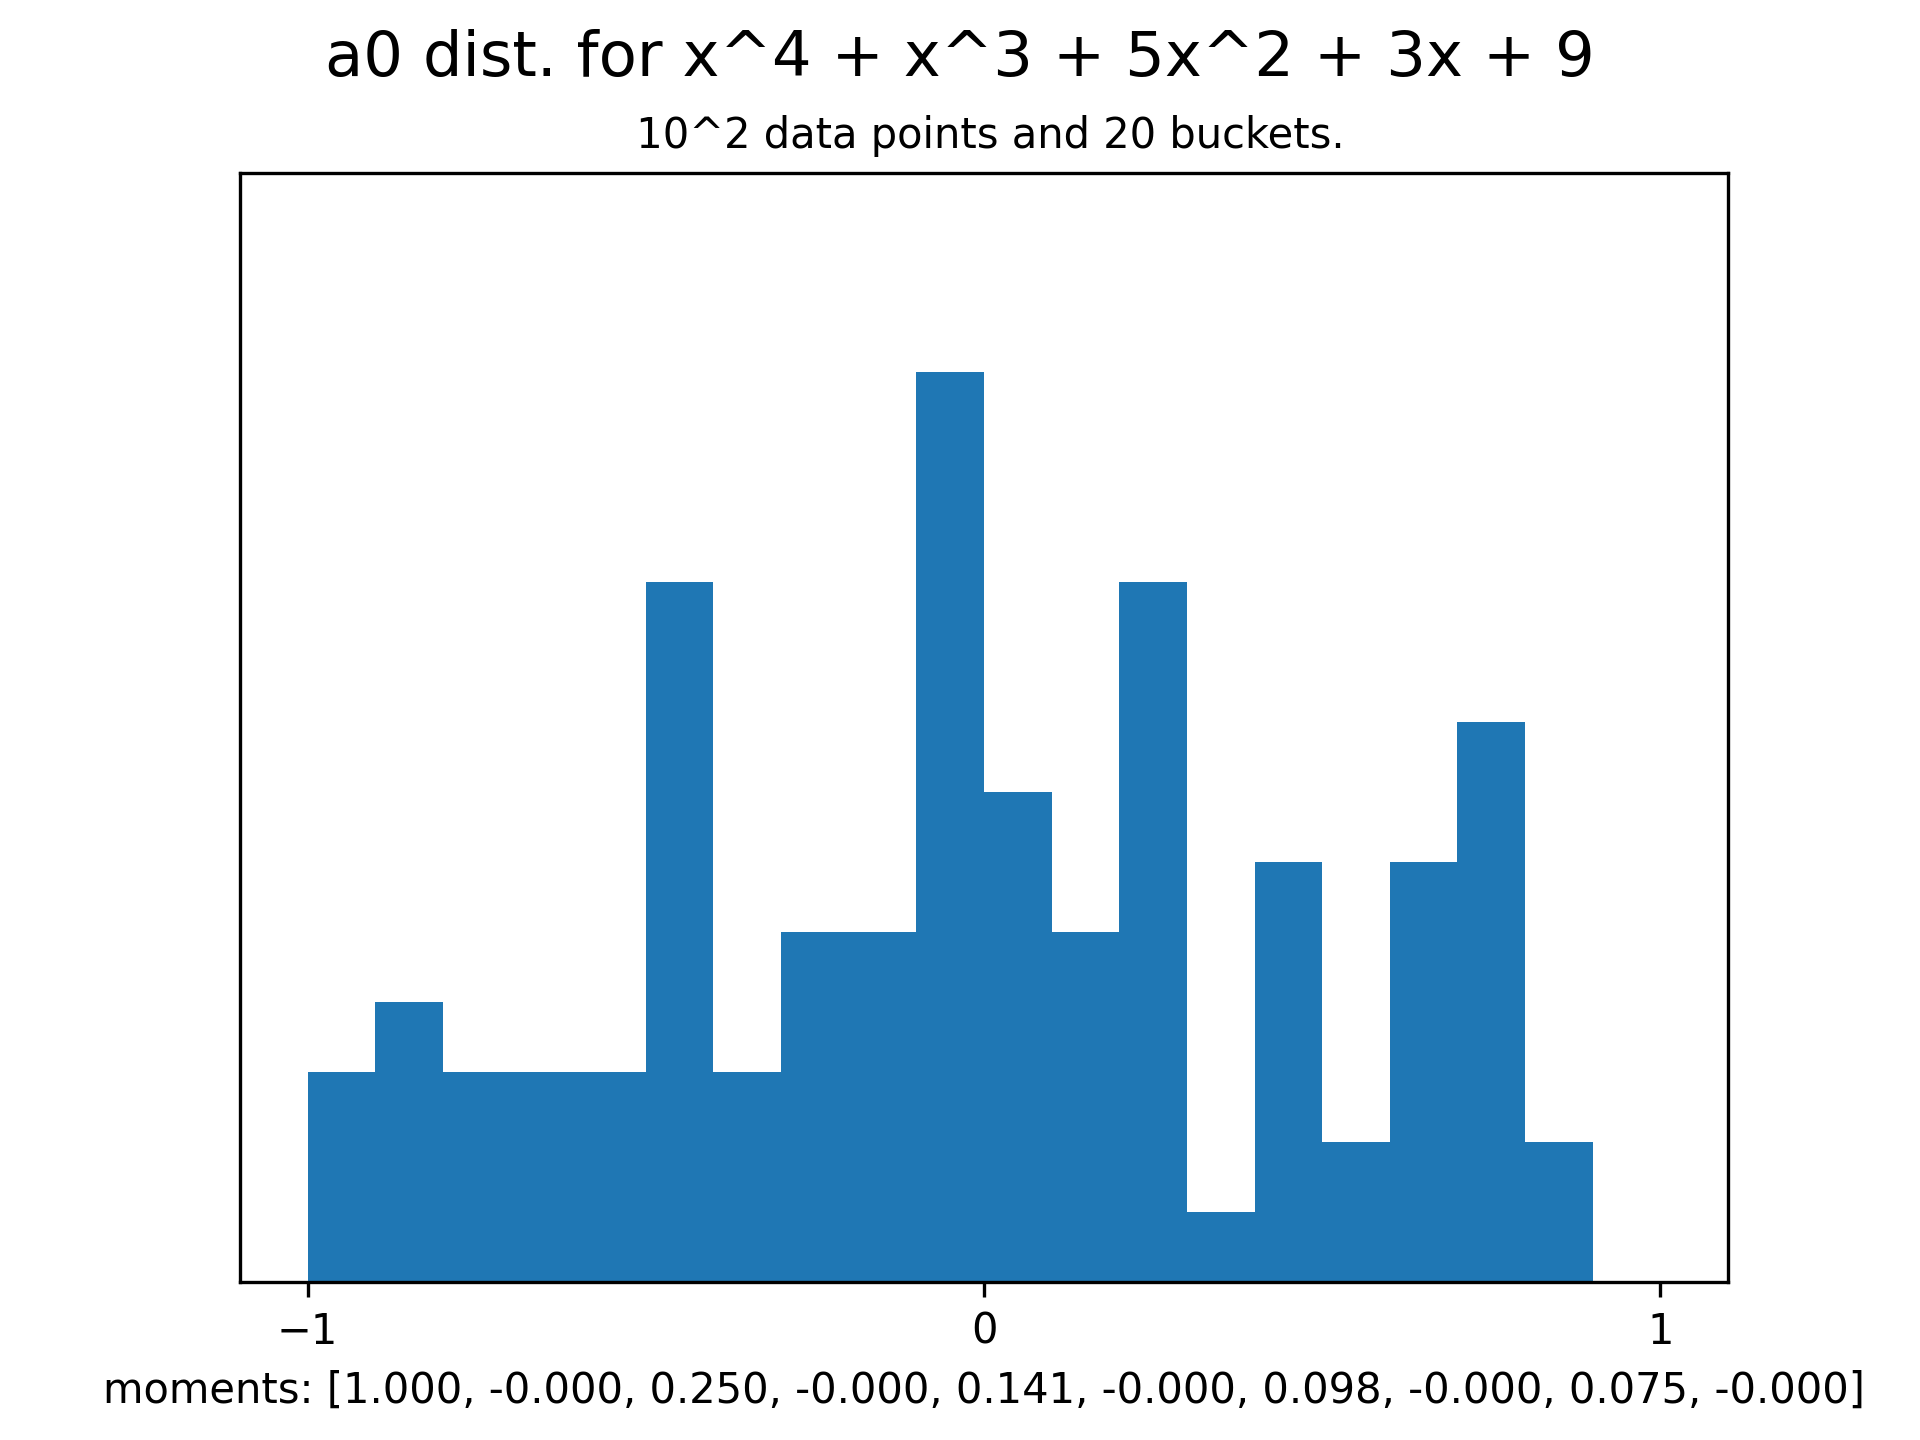 a0 dist. for x^4 + x^3 + 5x^2 + 3x + 9
10^2 data points and 20 buckets.
−1 0 1
moments: [1.000, -0.000, 0.250, -0.000, 0.141, -0.000, 0.098, -0.000, 0.075, -0.000]